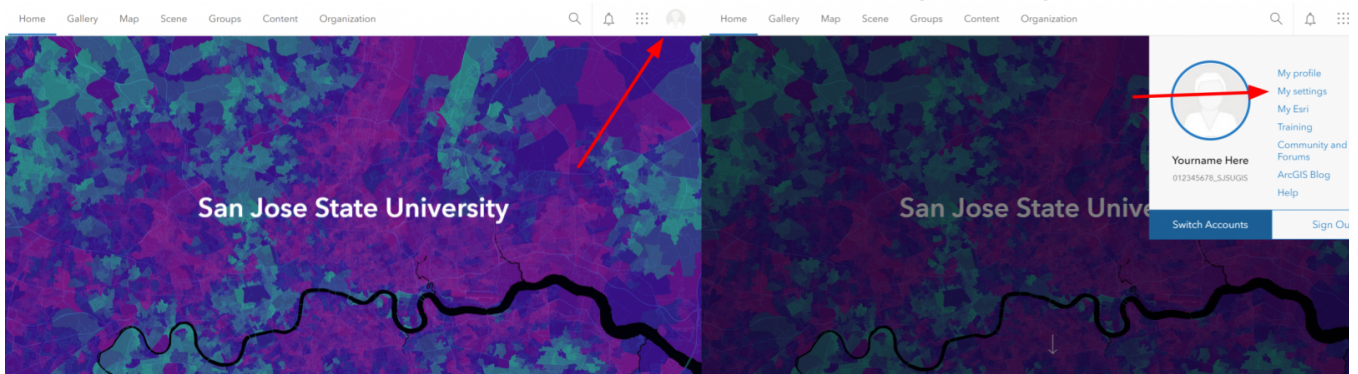 Home Gallery Map Scene Groups Content Organization
San Jose State University
Home Gallery Map Scene Groups Content Organization
My profile
My settings
My Esri
Training
Community and
Forums
ArcGIS Blog
Help
Yourname Here
012345678_SJSUGIS
Switch Accounts
Sign Ou
San Jose State Unive